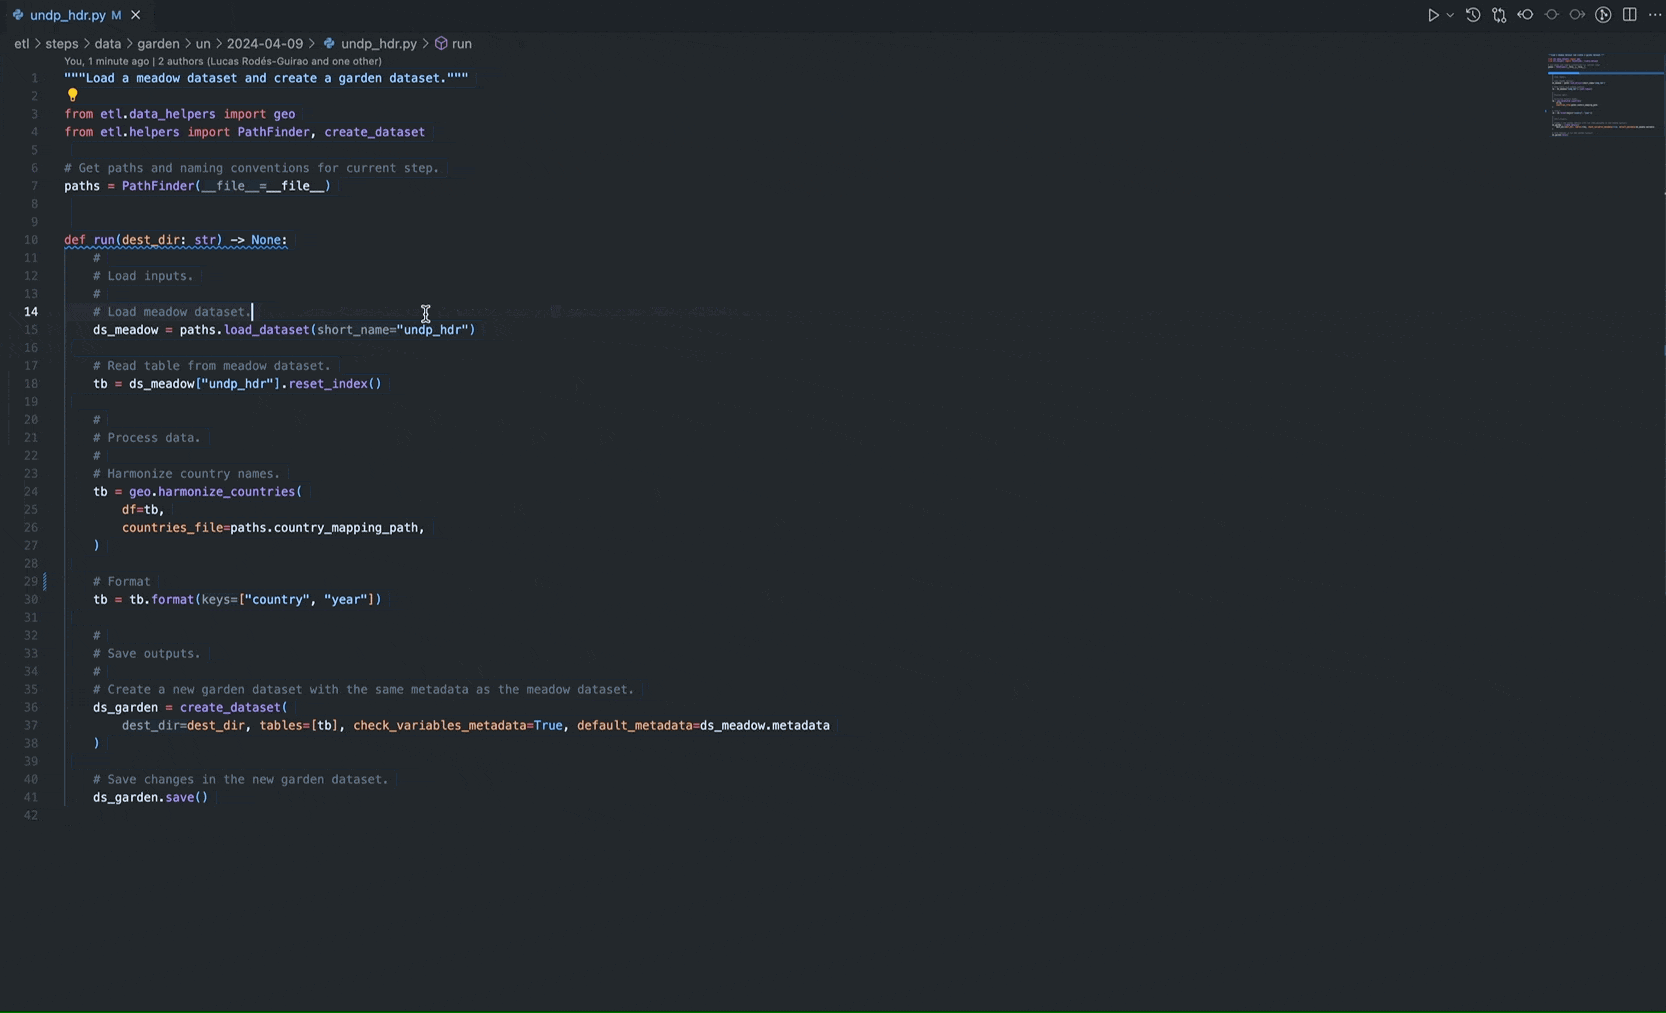 undp_hdr.py M
etl > steps > data > garden > un > 2024-04-09 > undp_hdr.py > run
You, 1 minute ago | 2 authors (Lucas Rodés-Guirao and one other)
1 """Load a meadow dataset and create a garden dataset."""
2
3 from etl.data_helpers import geo
4 from etl.helpers import PathFinder, create_dataset
5
6 # Get paths and naming conventions for current step.
7 paths = PathFinder(__file__=__file__)
8
9
10 def run(dest_dir: str) -> None:
11     #
12     # Load inputs.
13     #
14     # Load meadow dataset.
15     ds_meadow = paths.load_dataset(short_name="undp_hdr")
16
17     # Read table from meadow dataset.
18     tb = ds_meadow["undp_hdr"].reset_index()
19
20     #
21     # Process data.
22     #
23     # Harmonize country names.
24     tb = geo.harmonize_countries(
25         df=tb,
26         countries_file=paths.country_mapping_path,
27     )
28
29     # Format
30     tb = tb.format(keys=["country", "year"])
31
32     #
33     # Save outputs.
34     #
35     # Create a new garden dataset with the same metadata as the meadow dataset.
36     ds_garden = create_dataset(
37         dest_dir=dest_dir, tables=[tb], check_variables_metadata=True, default_metadata=ds_meadow.metadata
38     )
39
40     # Save changes in the new garden dataset.
41     ds_garden.save()
42